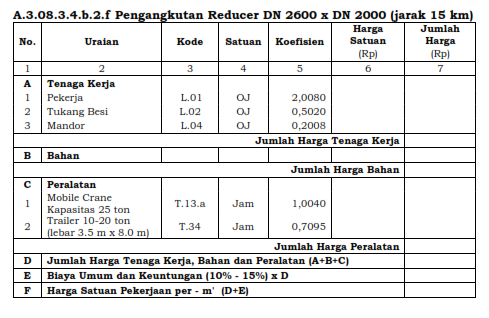 A.3.08.3.4.b.2.f Pengangkutan Reducer DN 2600 x DN 2000 (jarak 15 km)
No. Uraian Kode Satuan Koefisien Harga Satuan (Rp) Jumlah Harga (Rp)
1 2 3 4 5 6 7
A Tenaga Kerja
1 Pekerja L.01 OJ 2,0080
2 Tukang Besi L.02 OJ 0,5020
3 Mandor L.04 OJ 0,2008
Jumlah Harga Tenaga Kerja
B Bahan
Jumlah Harga Bahan
C Peralatan
1 Mobile Crane Kapasitas 25 ton T.13.a Jam 1,0040
2 Trailer 10-20 ton (lebar 3.5 m x 8.0 m) T.34 Jam 0,7095
Jumlah Harga Peralatan
D Jumlah Harga Tenaga Kerja, Bahan dan Peralatan (A+B+C)
E Biaya Umum dan Keuntungan (10% - 15%) x D
F Harga Satuan Pekerjaan per - m' (D+E)